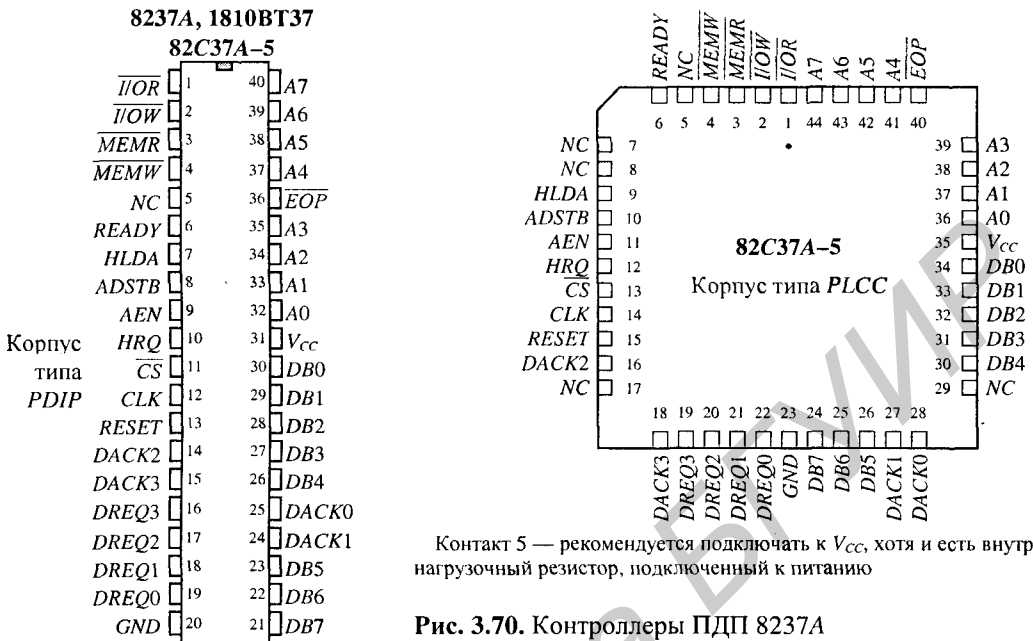 8237A, 1810ВТ37
82C37A–5
I/OR 1 40 A7
I/OW 2 39 A6
MEMR 3 38 A5
MEMW 4 37 A4
NC 5 36 EOP
READY 6 35 A3
HLDA 7 34 A2
ADSTB 8 33 A1
AEN 9 32 A0
HRQ 10 31 VCC
CS 11 30 DB0
CLK 12 29 DB1
RESET 13 28 DB2
DACK2 14 27 DB3
DACK3 15 26 DB4
DREQ3 16 25 DACK0
DREQ2 17 24 DACK1
DREQ1 18 23 DB5
DREQ0 19 22 DB6
GND 20 21 DB7
Корпус
типа
PDIP
READY NC MEMW MEMR I/OW I/OR A7 A6 A5 A4 EOP
6 5 4 3 2 1 44 43 42 41 40
NC 7 39 A3
NC 8 38 A2
HLDA 9 37 A1
ADSTB 10 36 A0
AEN 11 35 VCC
HRQ 12 34 DB0
CS 13 33 DB1
CLK 14 32 DB2
RESET 15 31 DB3
DACK2 16 30 DB4
NC 17 29 NC
82C37A–5
Корпус типа PLCC
18 19 20 21 22 23 24 25 26 27 28
DACK3 DREQ3 DREQ2 DREQ1 DREQ0 GND DB7 DB6 DB5 DACK1 DACK0
Контакт 5 — рекомендуется подключать к VCC, хотя и есть внутр
нагрузочный резистор, подключенный к питанию
Рис. 3.70. Контроллеры ПДП 8237A
БГУИР